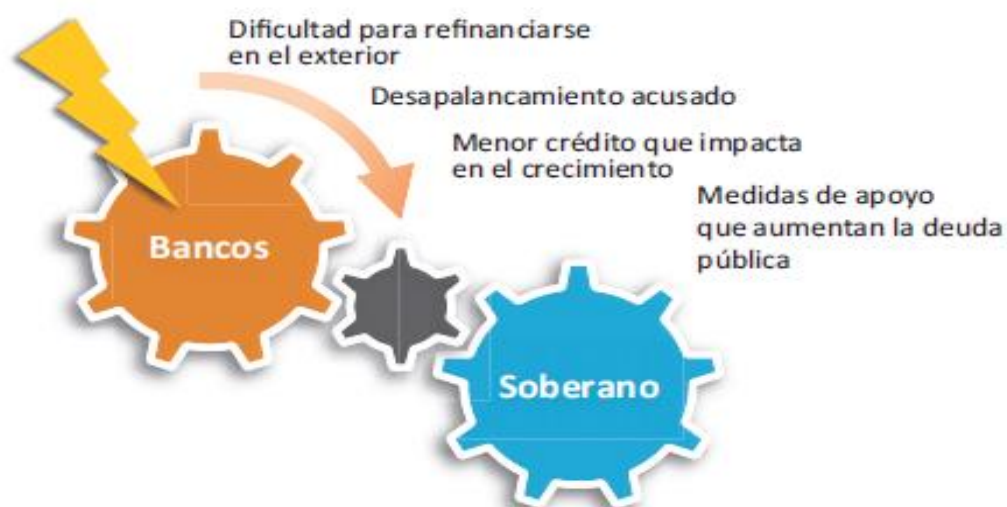 Dificultad para refinanciarse
en el exterior
Desapalancamiento acusado
Menor crédito que impacta
en el crecimiento
Medidas de apoyo
que aumentan la deuda
pública
Bancos
Soberano